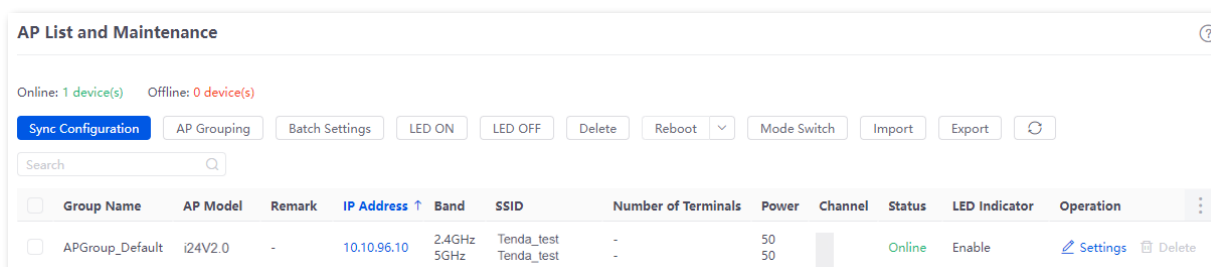 AP List and Maintenance
?
Online: 1 device(s) Offline: 0 device(s)
Sync Configuration AP Grouping Batch Settings LED ON LED OFF Delete Reboot Mode Switch Import Export
Search
Group Name AP Model Remark IP Address ↑ Band SSID Number of Terminals Power Channel Status LED Indicator Operation
APGroup_Default i24V2.0 - 10.10.96.10 2.4GHz Tenda_test - 50 Online Enable Settings Delete
5GHz Tenda_test - 50